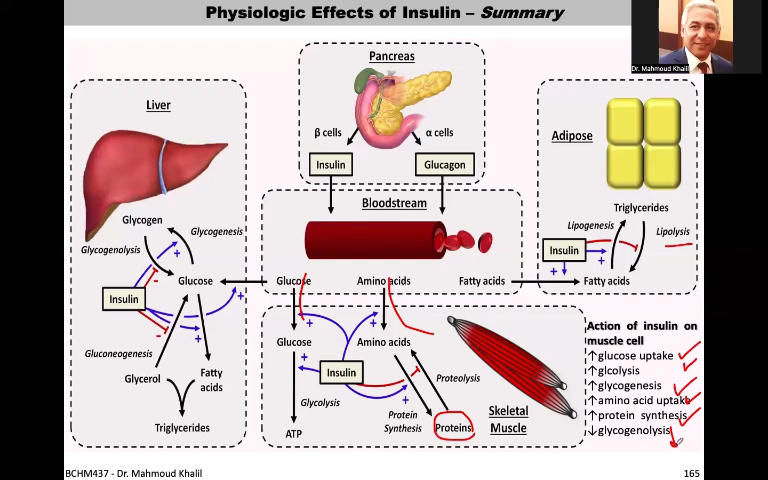 Physiologic Effects of Insulin – Summary
Dr. Mahmoud Khalil
Pancreas
β cells
α cells
Insulin
Glucagon
Liver
Glycogen
Glycogenesis
Glycogenolysis
+
-
Glucose
Insulin
+
+
-
Gluconeogenesis
Glycerol
Fatty
acids
Triglycerides
Bloodstream
Glucose
Amino acids
Fatty acids
Adipose
Triglycerides
Lipogenesis
Lipolysis
Insulin
+
+
Fatty acids
+
+
Glucose
Amino acids
+
Insulin
Proteolysis
+
Glycolysis
Protein
Synthesis
Proteins
ATP
Skeletal
Muscle
Action of insulin on
muscle cell
↑glucose uptake
↑glcolysis
↑glycogenesis
↑amino acid uptake
↑protein synthesis
↓glycogenolysis
BCHM437 - Dr. Mahmoud Khalil
165